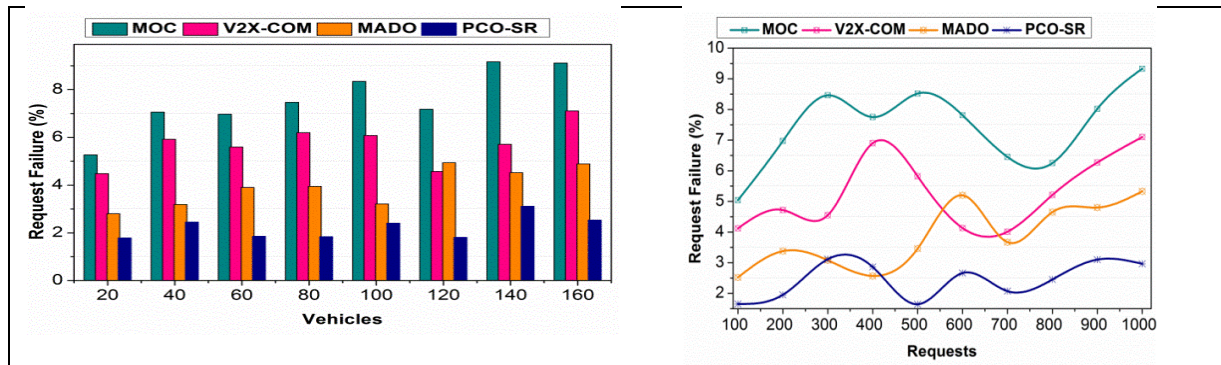 MOC V2X-COM MADO PCO-SR
Request Failure (%)
8
6
4
2
0
20 40 60 80 100 120 140 160
Vehicles
MOC V2X-COM MADO PCO-SR
Request Failure (%)
10
9
8
7
6
5
4
3
2
100 200 300 400 500 600 700 800 900 1000
Requests